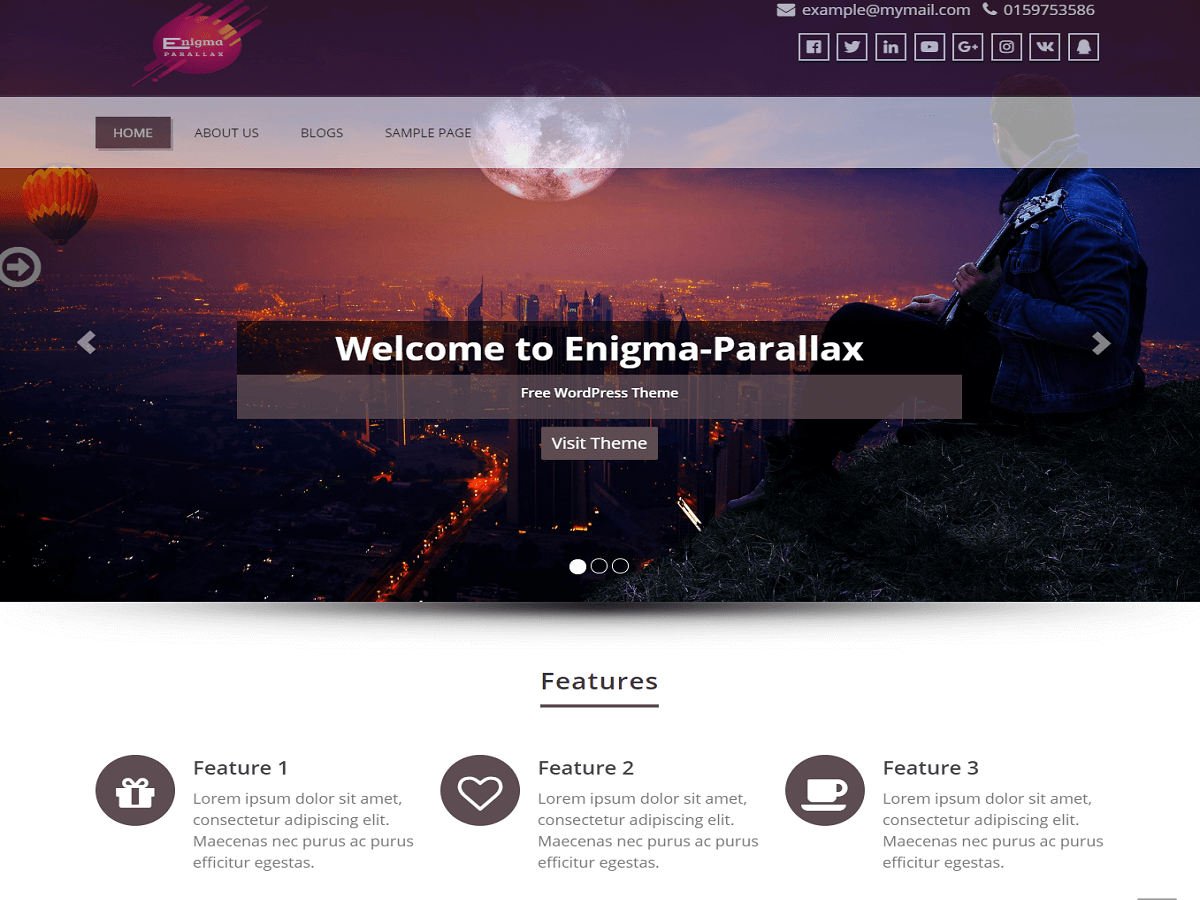 Enigma
PARALLAX
example@mymail.com 0159753586
HOME ABOUT US BLOGS SAMPLE PAGE
Welcome to Enigma-Parallax
Free WordPress Theme
Visit Theme
Features
Feature 1
Lorem ipsum dolor sit amet,
consectetur adipiscing elit.
Maecenas nec purus ac purus
efficitur egestas.
Feature 2
Lorem ipsum dolor sit amet,
consectetur adipiscing elit.
Maecenas nec purus ac purus
efficitur egestas.
Feature 3
Lorem ipsum dolor sit amet,
consectetur adipiscing elit.
Maecenas nec purus ac purus
efficitur egestas.